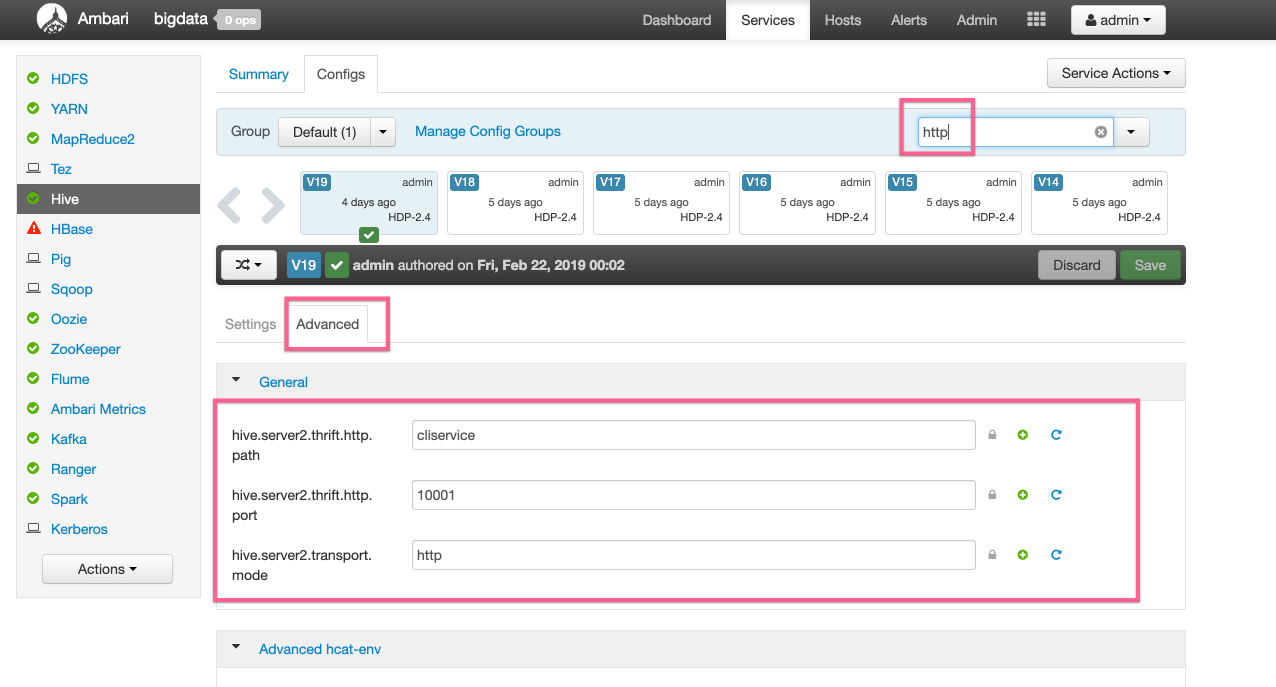 Ambari bigdata 0 ops Dashboard Services Hosts Alerts Admin admin
HDFS
YARN
MapReduce2
Tez
Hive
HBase
Pig
Sqoop
Oozie
ZooKeeper
Flume
Ambari Metrics
Kafka
Ranger
Spark
Kerberos
Actions
Summary Configs Service Actions
Group Default (1) Manage Config Groups http
V19 admin
4 days ago
HDP-2.4
V18 admin
5 days ago
HDP-2.4
V17 admin
5 days ago
HDP-2.4
V16 admin
5 days ago
HDP-2.4
V15 admin
5 days ago
HDP-2.4
V14 admin
5 days ago
HDP-2.4
V19 admin authored on Fri, Feb 22, 2019 00:02 Discard Save
Settings Advanced
General
hive.server2.thrift.http. cliservice
path
hive.server2.thrift.http. 10001
port
hive.server2.transport. http
mode
Advanced hcat-env